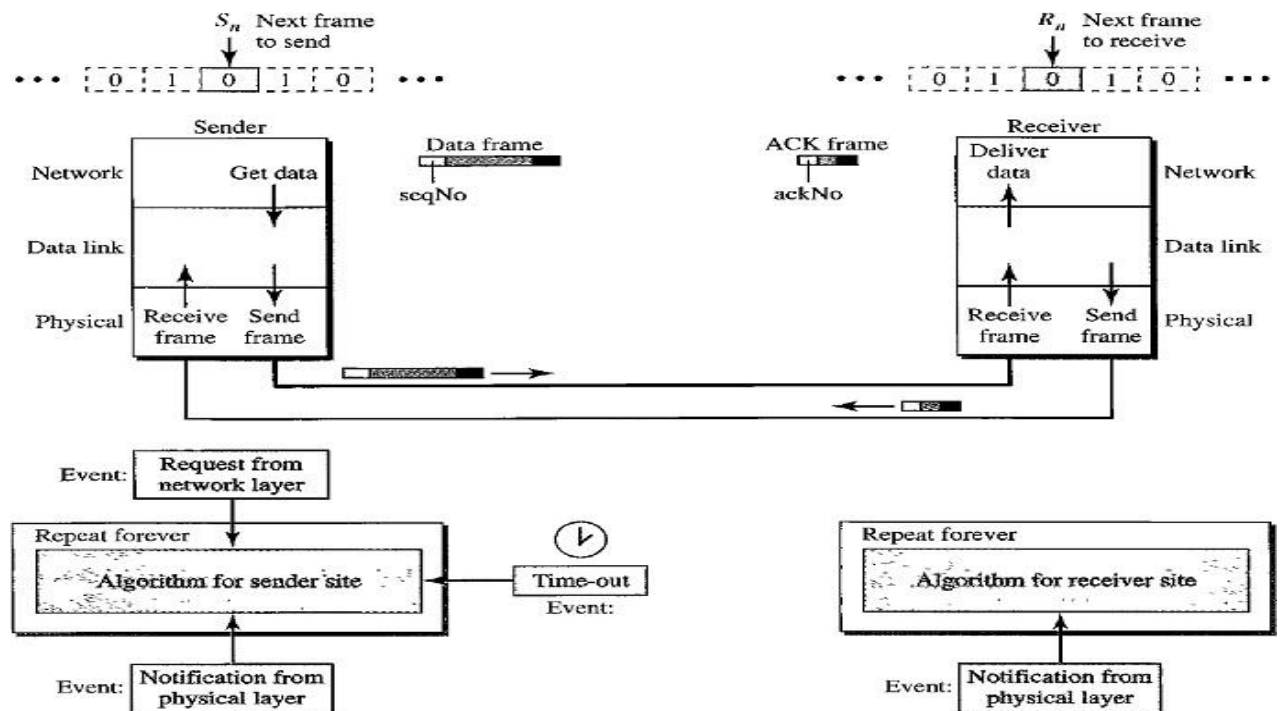 Sn Next frame
to send
Rn Next frame
to receive
••• 0 1 0 1 0 •••
••• 0 1 0 1 0 •••
Sender
Receiver
Data frame
ACK frame
seqNo
ackNo
Network
Get data
Deliver
data
Network
Data link
Data link
Physical
Receive
frame
Send
frame
Receive
frame
Send
frame
Physical
Event:
Request from
network layer
Repeat forever
Algorithm for sender site
Time-out
Event:
Event:
Notification from
physical layer
Repeat forever
Algorithm for receiver site
Event:
Notification from
physical layer